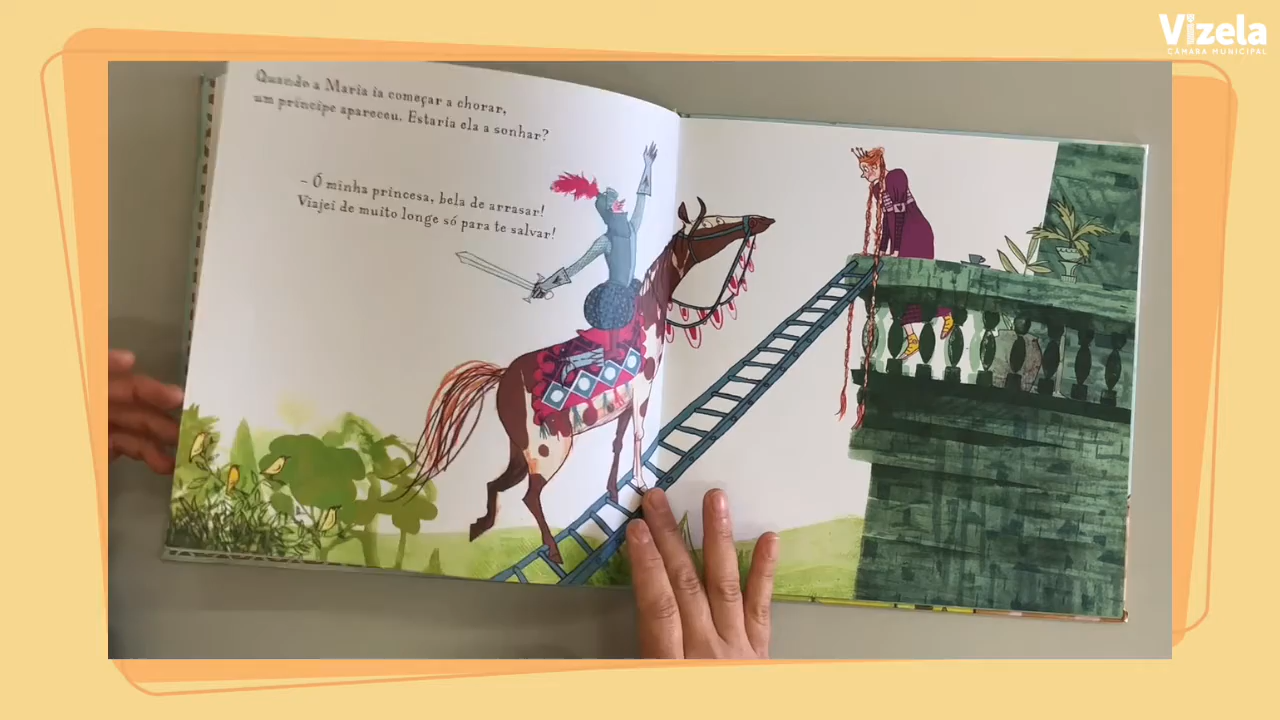 Vizela
CÂMARA MUNICIPAL
Quando a Maria ia começar a chorar,
um príncipe apareceu. Estaria ela a sonhar?
– Ó minha princesa, bela de arrasar!
Viajei de muito longe só para te salvar!